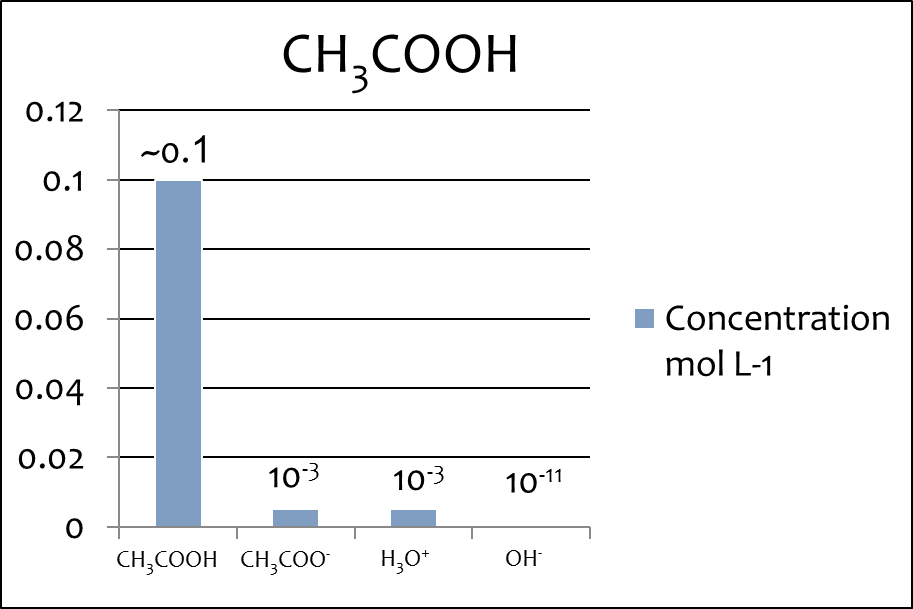 CH₃COOH
0.12
0.1
0.08
0.06
0.04
0.02
0
~0.1
10⁻³
10⁻³
10⁻¹¹
CH₃COOH
CH₃COO⁻
H₃O⁺
OH⁻
Concentration
mol L-1